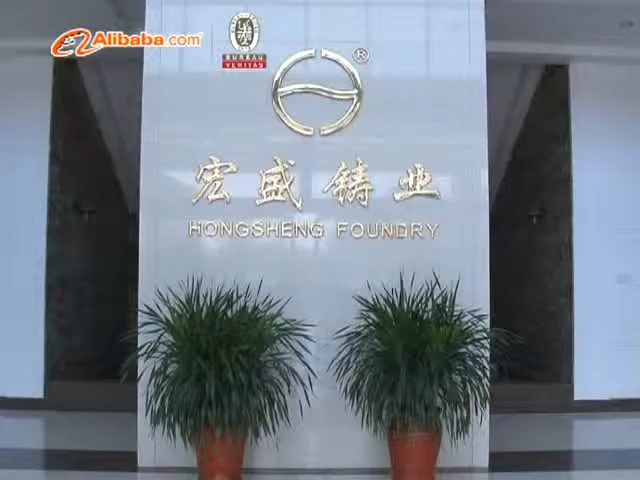 Alibaba.com
BUREAU
VERITAS
®
宏盛铸业
HONGSHENG FOUNDRY